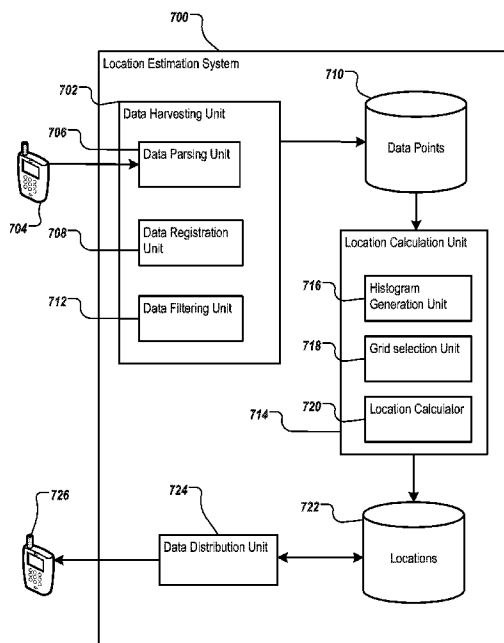 700
Location Estimation System
702
Data Harvesting Unit
706
Data Parsing Unit
704
708
Data Registration
Unit
712
Data Filtering Unit
710
Data Points
Location Calculation Unit
716
Histogram
Generation Unit
718
Grid selection Unit
720
Location Calculator
714
726
724
Data Distribution Unit
722
Locations